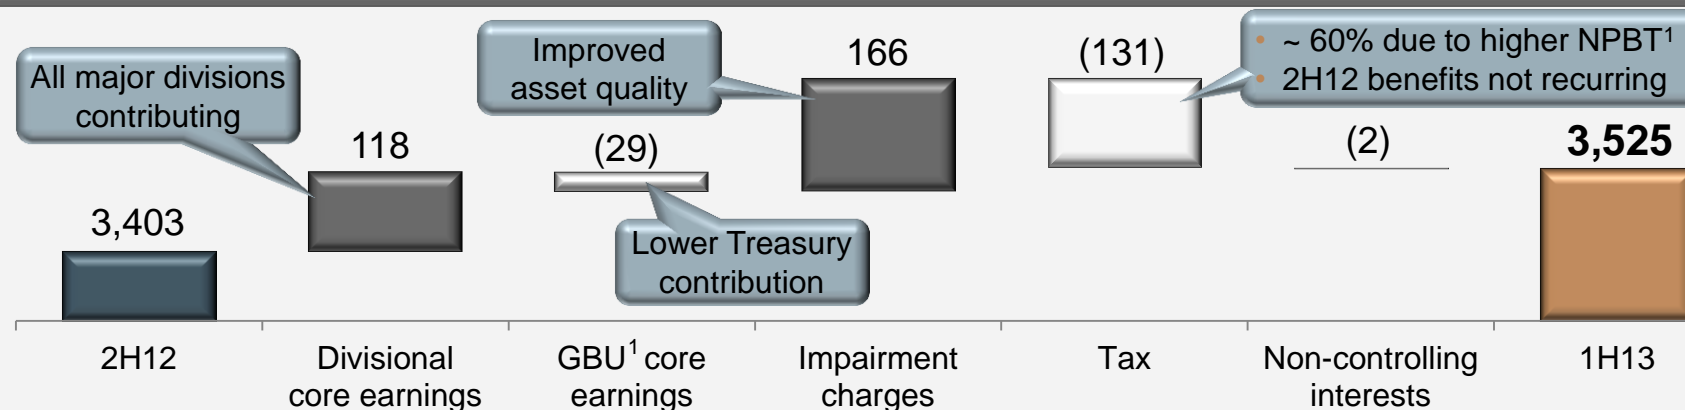 All major divisions
contributing
Improved
asset quality
166
(131)
• ~ 60% due to higher NPBT¹
• 2H12 benefits not recurring
118
(29)
(2)
3,525
3,403
Lower Treasury
contribution
2H12
Divisional
core earnings
GBU¹ core
earnings
Impairment
charges
Tax
Non-controlling
interests
1H13